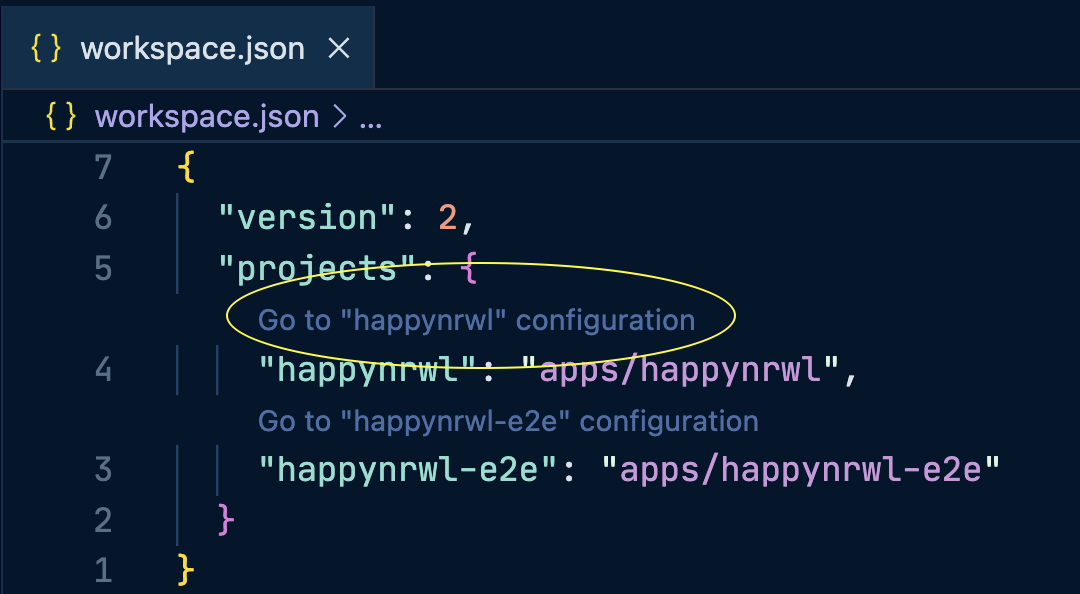 { } workspace.json ×
{ } workspace.json > ...
7 {
6 "version": 2,
5 "projects": {
Go to "happynrwl" configuration
4 "happynrwl": "apps/happynrwl",
Go to "happynrwl-e2e" configuration
3 "happynrwl-e2e": "apps/happynrwl-e2e"
2 }
1 }